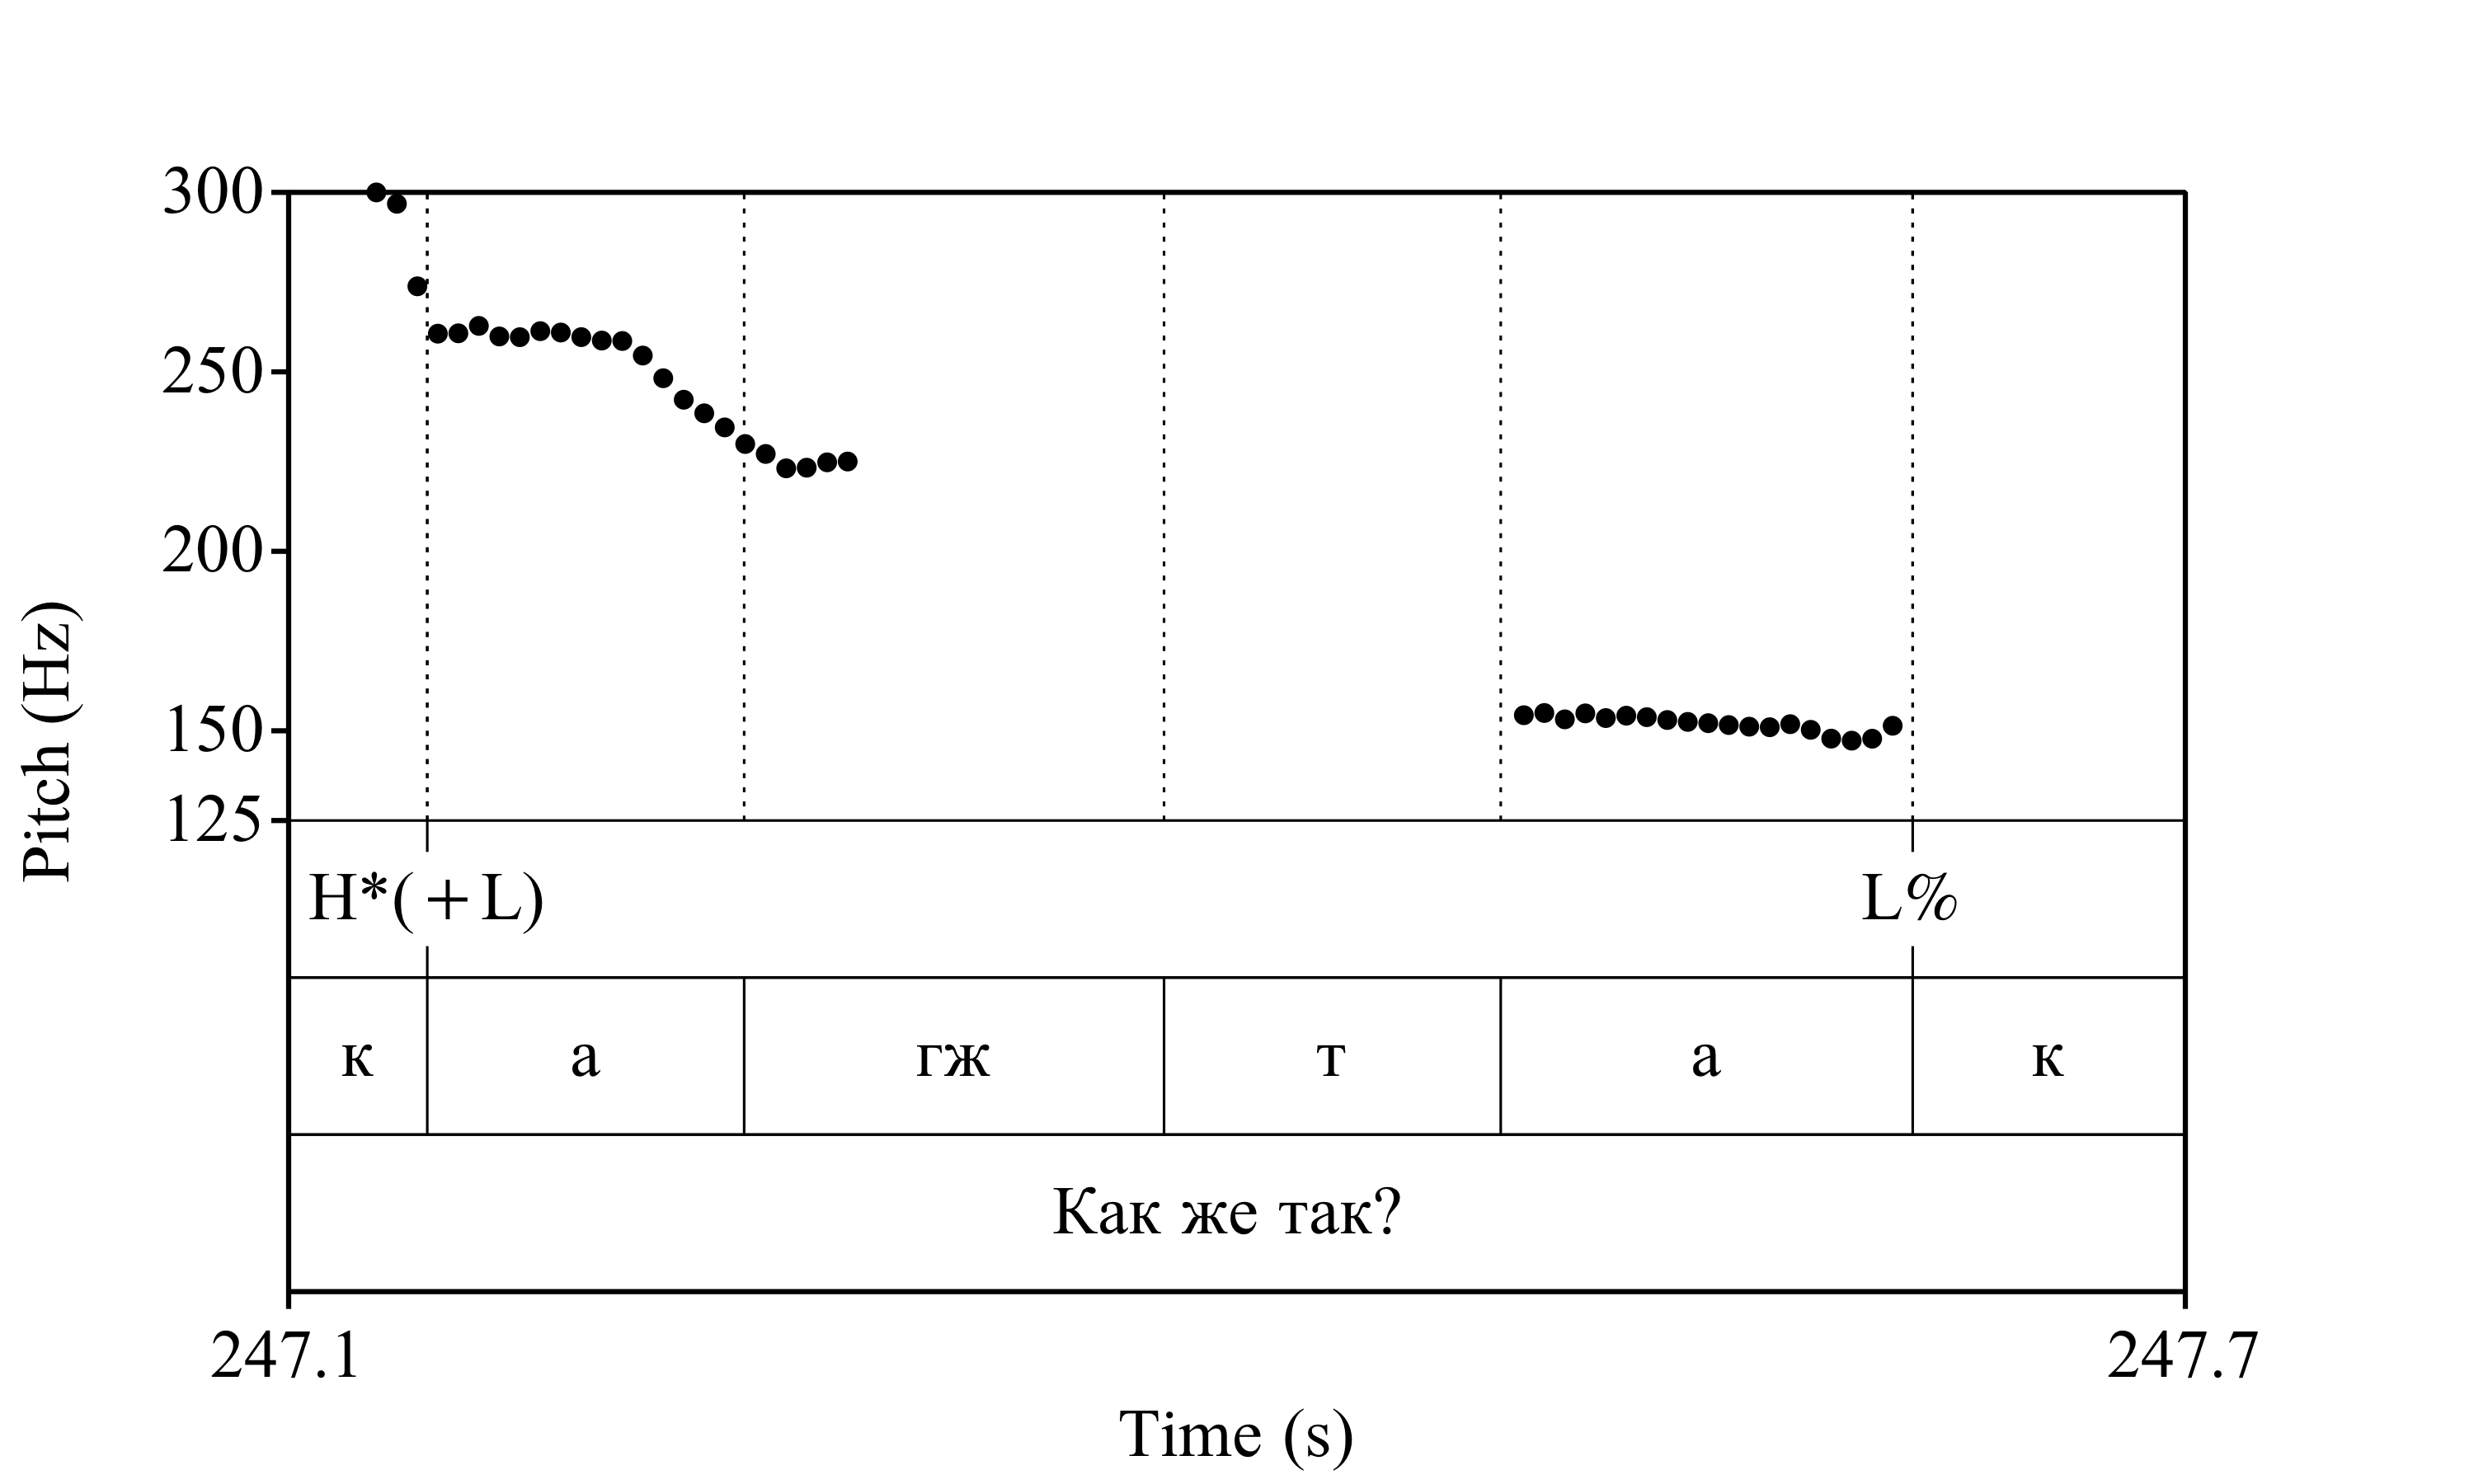 300
250
200
150
125
Pitch (Hz)
H*(+L) L%
к а гж т а к
Как же так?
247.1 247.7
Time (s)